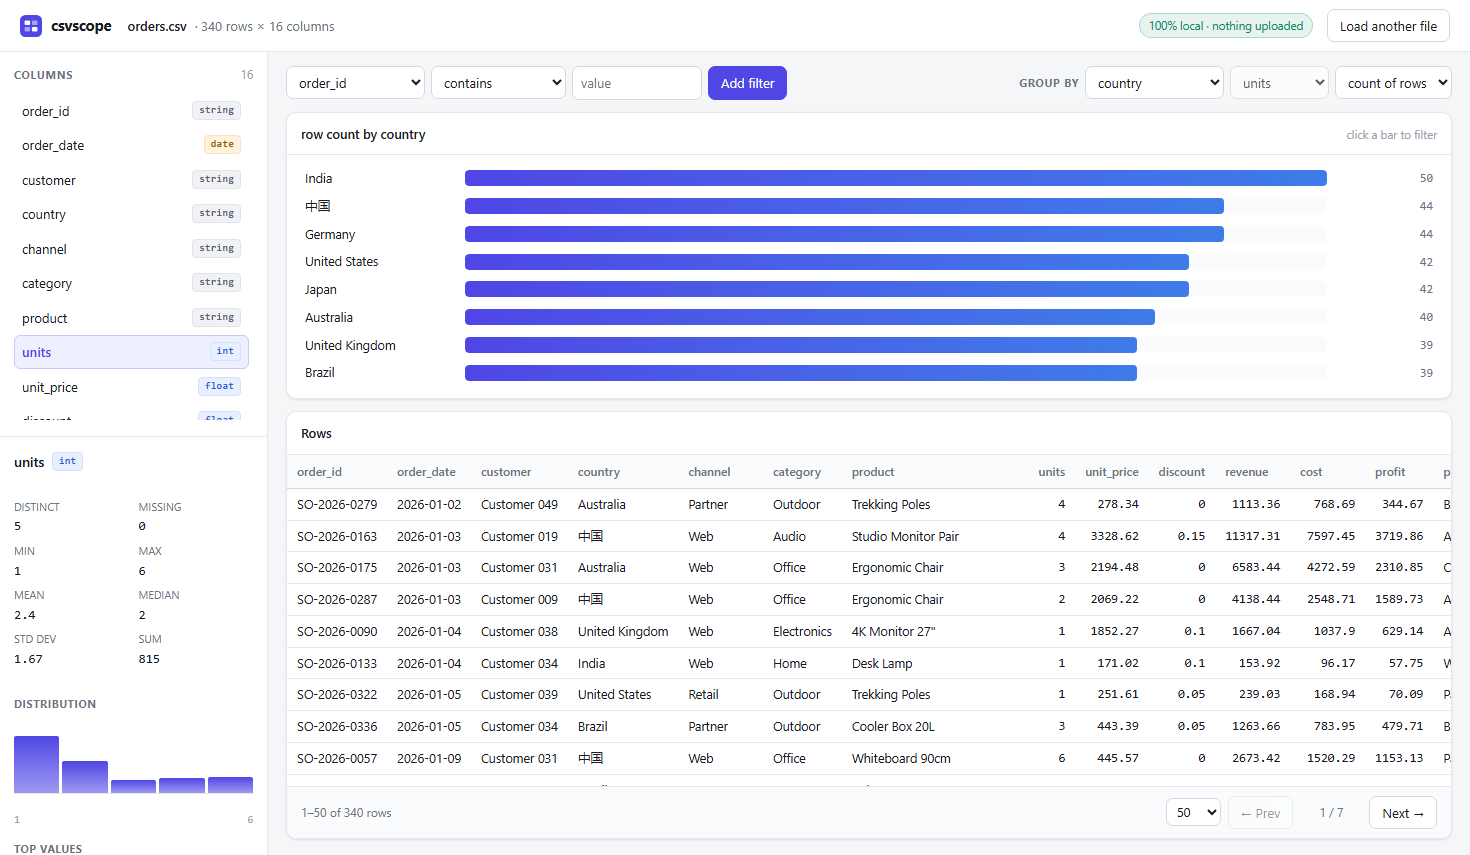 csvscope orders.csv · 340 rows × 16 columns 100% local · nothing uploaded Load another file
COLUMNS 16
order_id string
order_date date
customer string
country string
channel string
category string
product string
units int
unit_price float
units int
DISTINCT MISSING
5 0
MIN MAX
1 6
MEAN MEDIAN
2.4 2
STD DEV SUM
1.67 815
DISTRIBUTION
1 6
TOP VALUES
order_id contains value Add filter GROUP BY country units count of rows
row count by country click a bar to filter
India 50
中国 44
Germany 44
United States 42
Japan 42
Australia 40
United Kingdom 39
Brazil 39
Rows
order_id order_date customer country channel category product units unit_price discount revenue cost profit p
SO-2026-0279 2026-01-02 Customer 049 Australia Partner Outdoor Trekking Poles 4 278.34 0 1113.36 768.69 344.67 B
SO-2026-0163 2026-01-03 Customer 019 中国 Web Audio Studio Monitor Pair 4 3328.62 0.15 11317.31 7597.45 3719.86 A
SO-2026-0175 2026-01-03 Customer 031 Australia Web Office Ergonomic Chair 3 2194.48 0 6583.44 4272.59 2310.85 C
SO-2026-0287 2026-01-03 Customer 009 中国 Web Office Ergonomic Chair 2 2069.22 0 4138.44 2548.71 1589.73 A
SO-2026-0090 2026-01-04 Customer 038 United Kingdom Web Electronics 4K Monitor 27" 1 1852.27 0.1 1667.04 1037.9 629.14 A
SO-2026-0133 2026-01-04 Customer 034 India Web Home Desk Lamp 1 171.02 0.1 153.92 96.17 57.75 W
SO-2026-0322 2026-01-05 Customer 039 United States Retail Outdoor Trekking Poles 1 251.61 0.05 239.03 168.94 70.09 P
SO-2026-0336 2026-01-05 Customer 034 Brazil Partner Outdoor Cooler Box 20L 3 443.39 0.05 1263.66 783.95 479.71 B
SO-2026-0057 2026-01-09 Customer 031 中国 Web Office Whiteboard 90cm 6 445.57 0 2673.42 1520.29 1153.13 P
1–50 of 340 rows 50 ← Prev 1 / 7 Next →